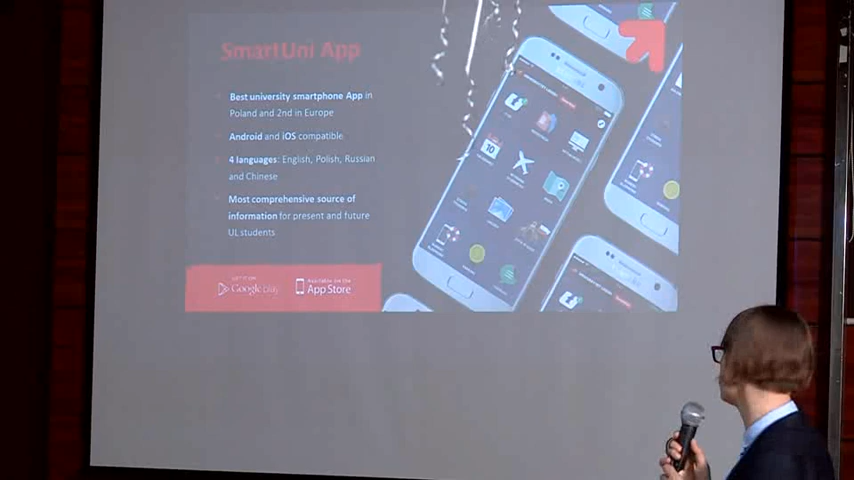 SmartUni App
Best university smartphone App in
Poland and 2nd in Europe
Android and iOS compatible
4 languages: English, Polish, Russian
and Chinese
Most comprehensive source of
information for present and future
UL students
Google Play
App Store
10